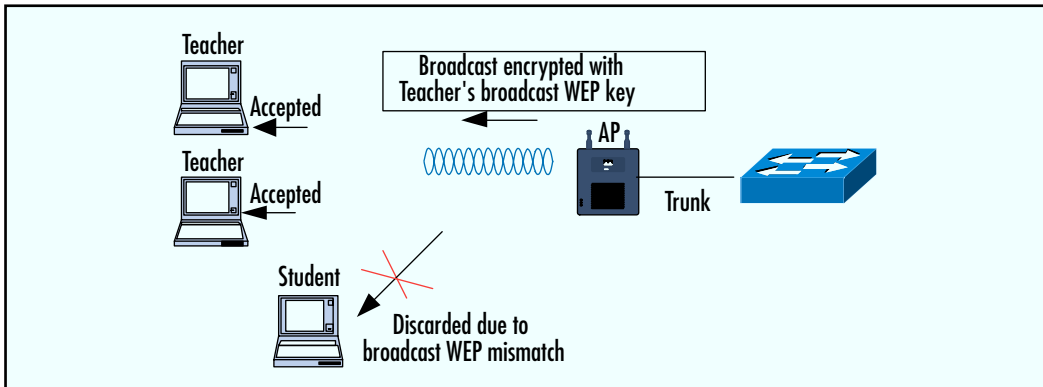 Teacher
Accepted
Broadcast encrypted with
Teacher's broadcast WEP key
AP
Trunk
Teacher
Accepted
Student
Discarded due to
broadcast WEP mismatch